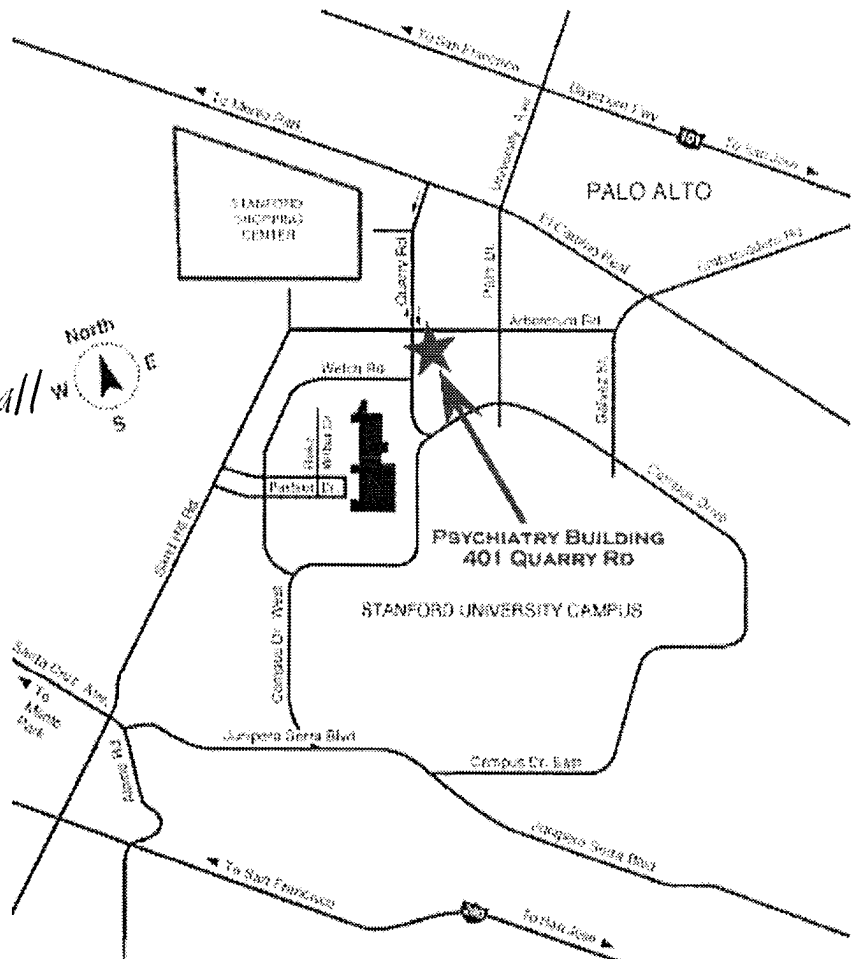 To San Francisco
Bayshore Fwy
101
To San Jose
To Menlo Park
University Ave
PALO ALTO
STANFORD
SHOPPING
CENTER
El Camino Real
Embarcadero Rd
Quarry Rd
Palm Dr.
North
W
E
S
all
Arboretum Rd
Welch Rd
Galvez St.
Pasteur Dr.
Campus Drive
Sand Hill Rd
PSYCHIATRY BUILDING
401 QUARRY RD
STANFORD UNIVERSITY CAMPUS
Campus Dr. West
Santa Cruz Ave.
To
Menlo
Park
Junipero Serra Blvd
Campus Dr. East
Alpine Rd
Junipero Serra Blvd
To San Francisco
280
To San Jose